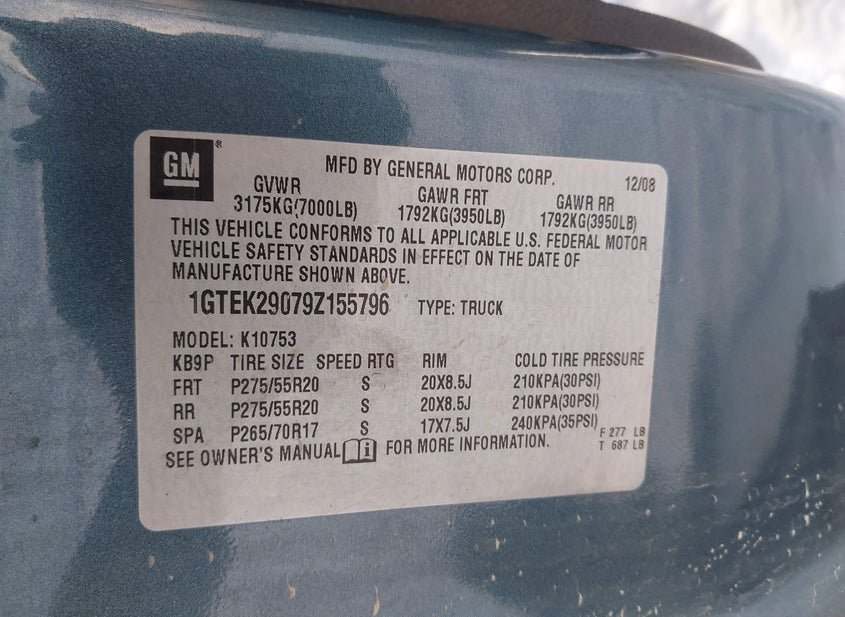 GM ® MFD BY GENERAL MOTORS CORP. 12/08
GVWR GAWR FRT GAWR RR
3175KG(7000LB) 1792KG(3950LB) 1792KG(3950LB)
THIS VEHICLE CONFORMS TO ALL APPLICABLE U.S. FEDERAL MOTOR
VEHICLE SAFETY STANDARDS IN EFFECT ON THE DATE OF
MANUFACTURE SHOWN ABOVE.
1GTEK29079Z155796 TYPE: TRUCK
MODEL: K10753
KB9P TIRE SIZE SPEED RTG RIM COLD TIRE PRESSURE
FRT P275/55R20 S 20X8.5J 210KPA(30PSI)
RR P275/55R20 S 20X8.5J 210KPA(30PSI)
SPA P265/70R17 S 17X7.5J 240KPA(35PSI) F 277 LB
T 687 LB
SEE OWNER'S MANUAL i FOR MORE INFORMATION.